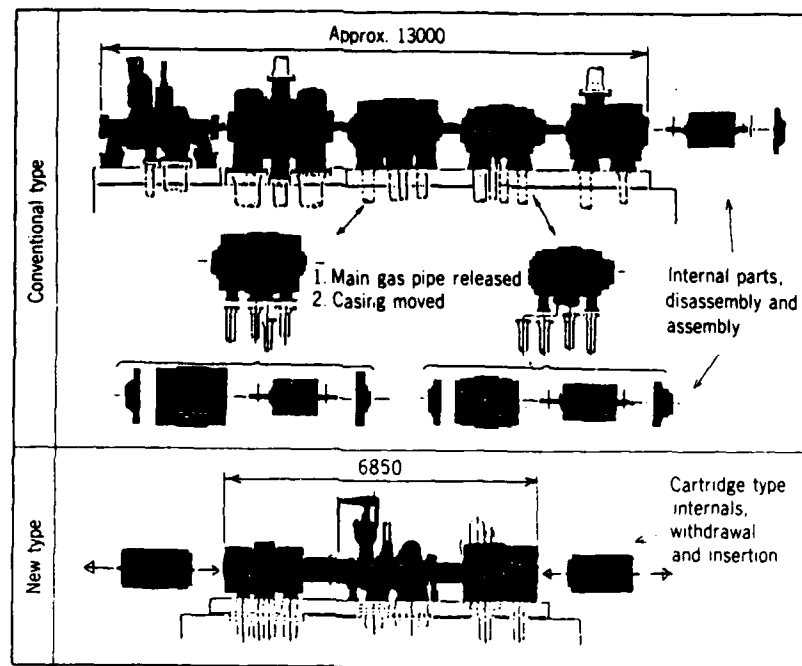 Conventional type
Approx. 13000
1. Main gas pipe released
2. Casing moved
Internal parts,
disassembly and
assembly
New type
6850
Cartridge type
internals,
withdrawal
and insertion